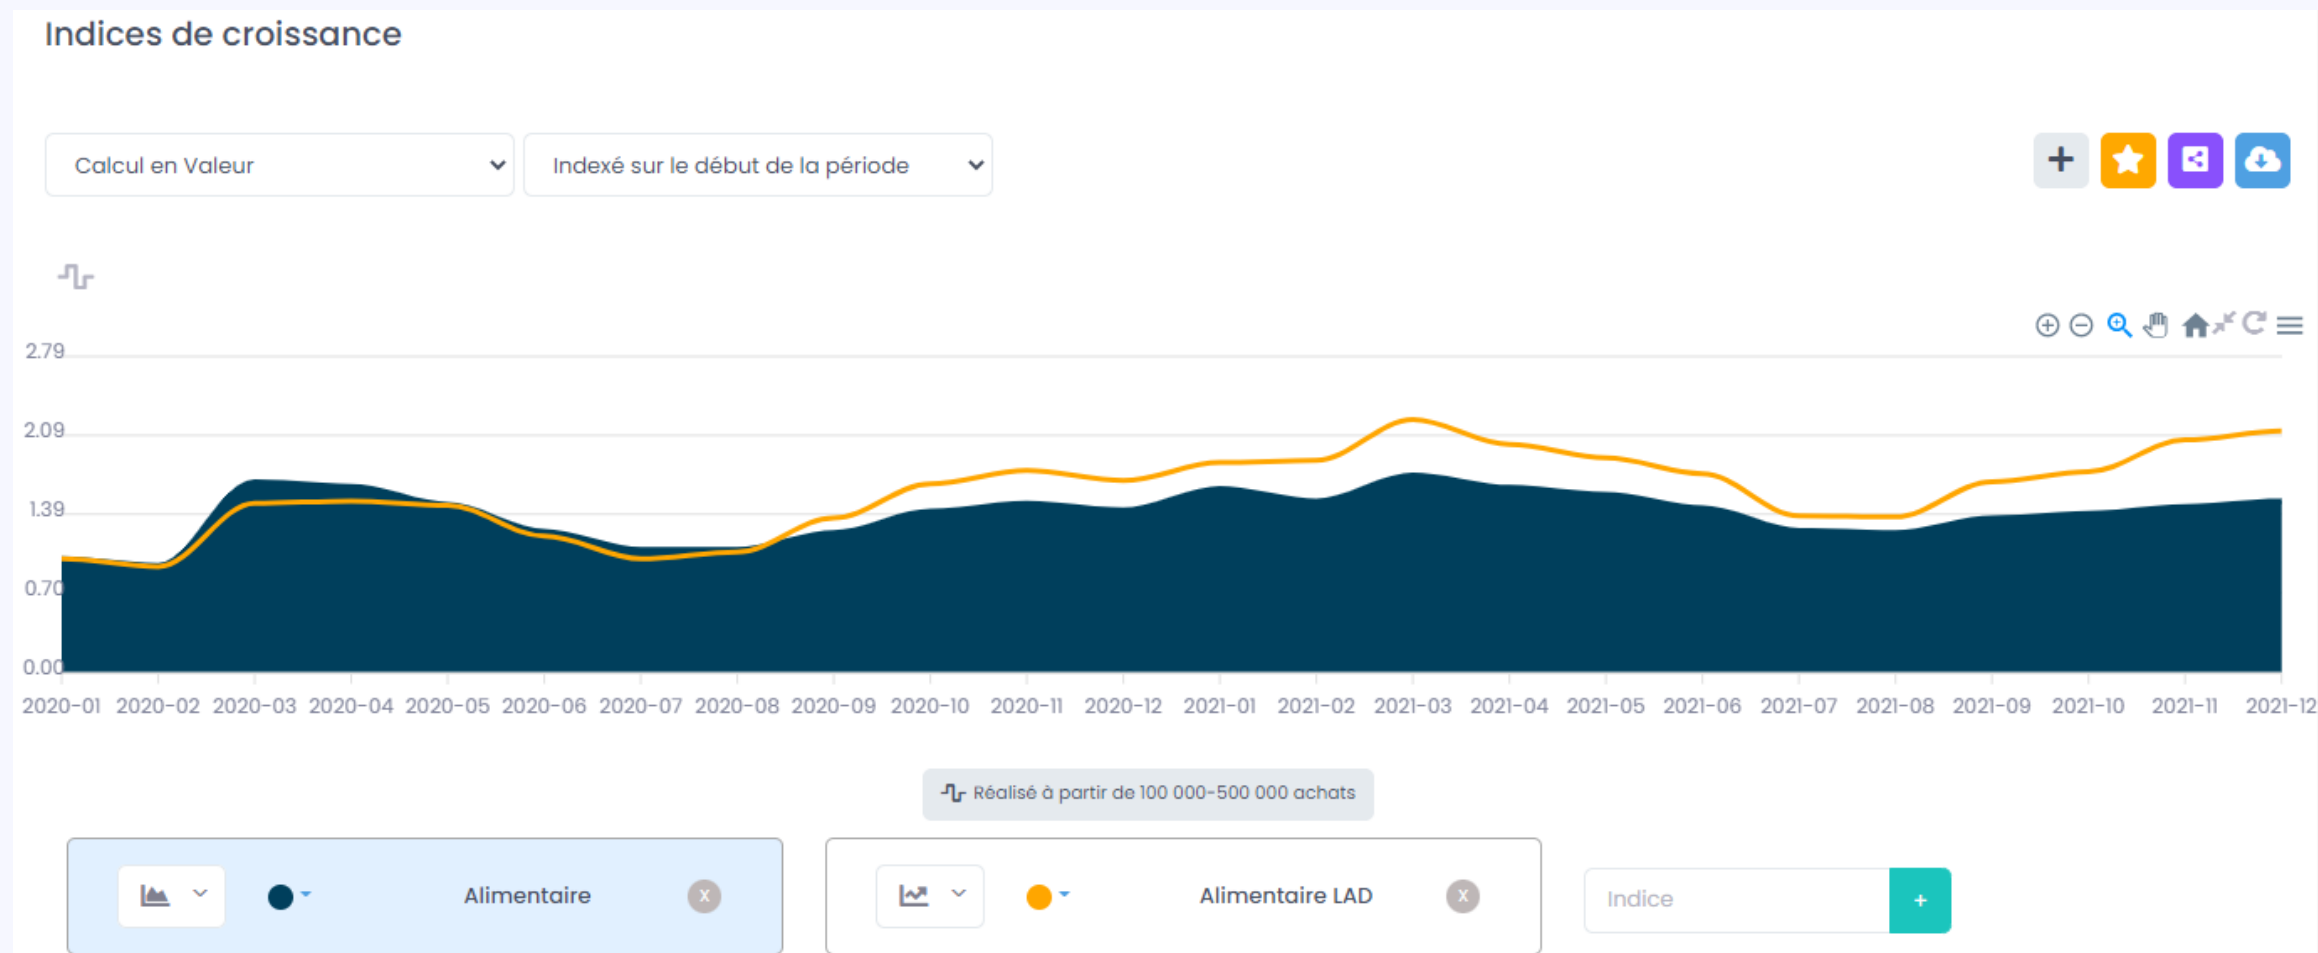 Indices de croissance
Calcul en Valeur
Indexé sur le début de la période
2.79
2.09
1.39
0.70
0.00
2020-01 2020-02 2020-03 2020-04 2020-05 2020-06 2020-07 2020-08 2020-09 2020-10 2020-11 2020-12 2021-01 2021-02 2021-03 2021-04 2021-05 2021-06 2021-07 2021-08 2021-09 2021-10 2021-11 2021-12
Réalisé à partir de 100 000-500 000 achats
Alimentaire X
Alimentaire LAD X
Indice +